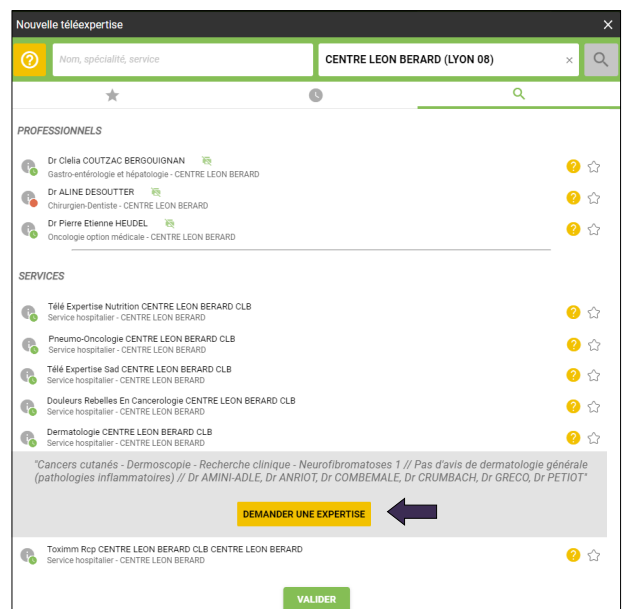 Nouvelle téléexpertise
Nom, spécialité, service
CENTRE LEON BERARD (LYON 08)
PROFESSIONNELS
Dr Clelia COUTZAC BERGOUIGNAN
Gastro-entérologie et hépatologie - CENTRE LEON BERARD
Dr ALINE DESOUTTER
Chirurgien-Dentiste - CENTRE LEON BERARD
Dr Pierre Etienne HEUDEL
Oncologie option médicale - CENTRE LEON BERARD
SERVICES
Télé Expertise Nutrition CENTRE LEON BERARD CLB
Service hospitalier - CENTRE LEON BERARD
Pneumo-Oncologie CENTRE LEON BERARD CLB
Service hospitalier - CENTRE LEON BERARD
Télé Expertise Sad CENTRE LEON BERARD CLB
Service hospitalier - CENTRE LEON BERARD
Douleurs Rebelles En Cancerologie CENTRE LEON BERARD CLB
Service hospitalier - CENTRE LEON BERARD
Dermatologie CENTRE LEON BERARD CLB
Service hospitalier - CENTRE LEON BERARD
"Cancers cutanés - Dermoscopie - Recherche clinique - Neurofibromatoses 1 // Pas d'avis de dermatologie générale
(pathologies inflammatoires) // Dr AMINI-ADLE, Dr ANRIOT, Dr COMBEMALE, Dr CRUMBACH, Dr GRECO, Dr PETIOT"
DEMANDER UNE EXPERTISE
Toximm Rcp CENTRE LEON BERARD CLB CENTRE LEON BERARD
Service hospitalier - CENTRE LEON BERARD
VALIDER